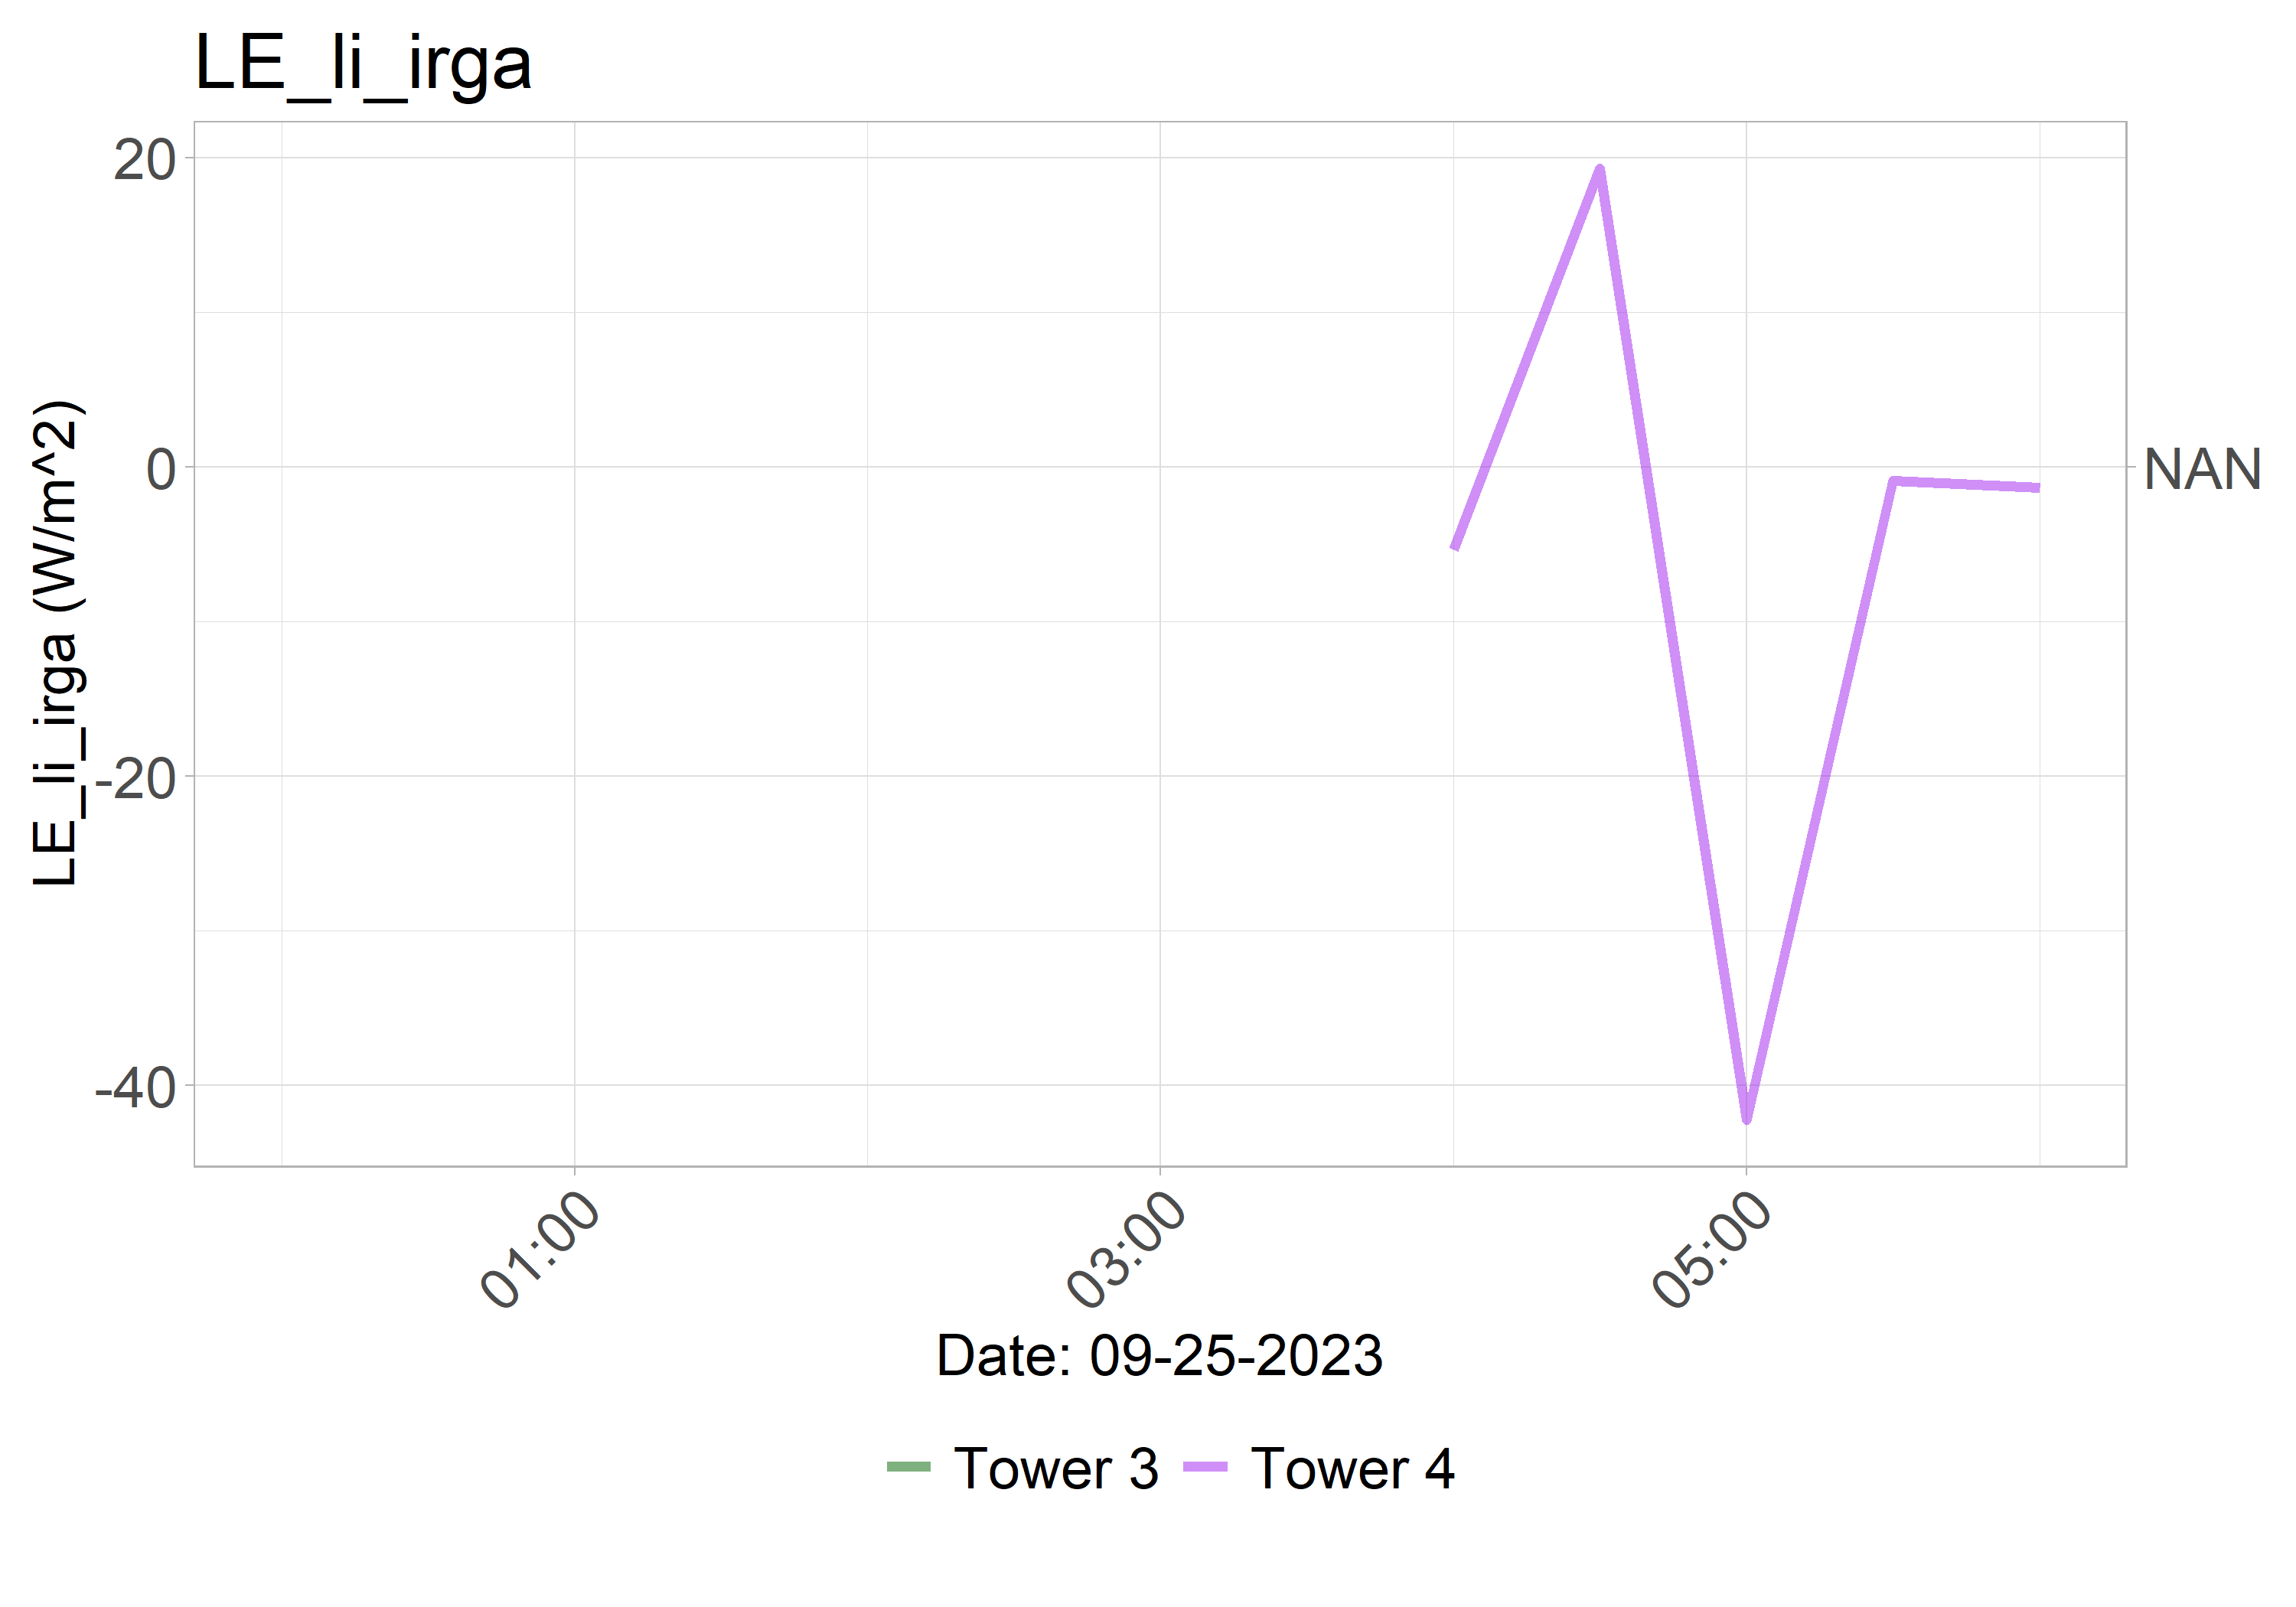 LE_li_irga
20
0
-20
-40
LE_li_irga (W/m^2)
NAN
01:00
03:00
05:00
Date: 09-25-2023
Tower 3
Tower 4